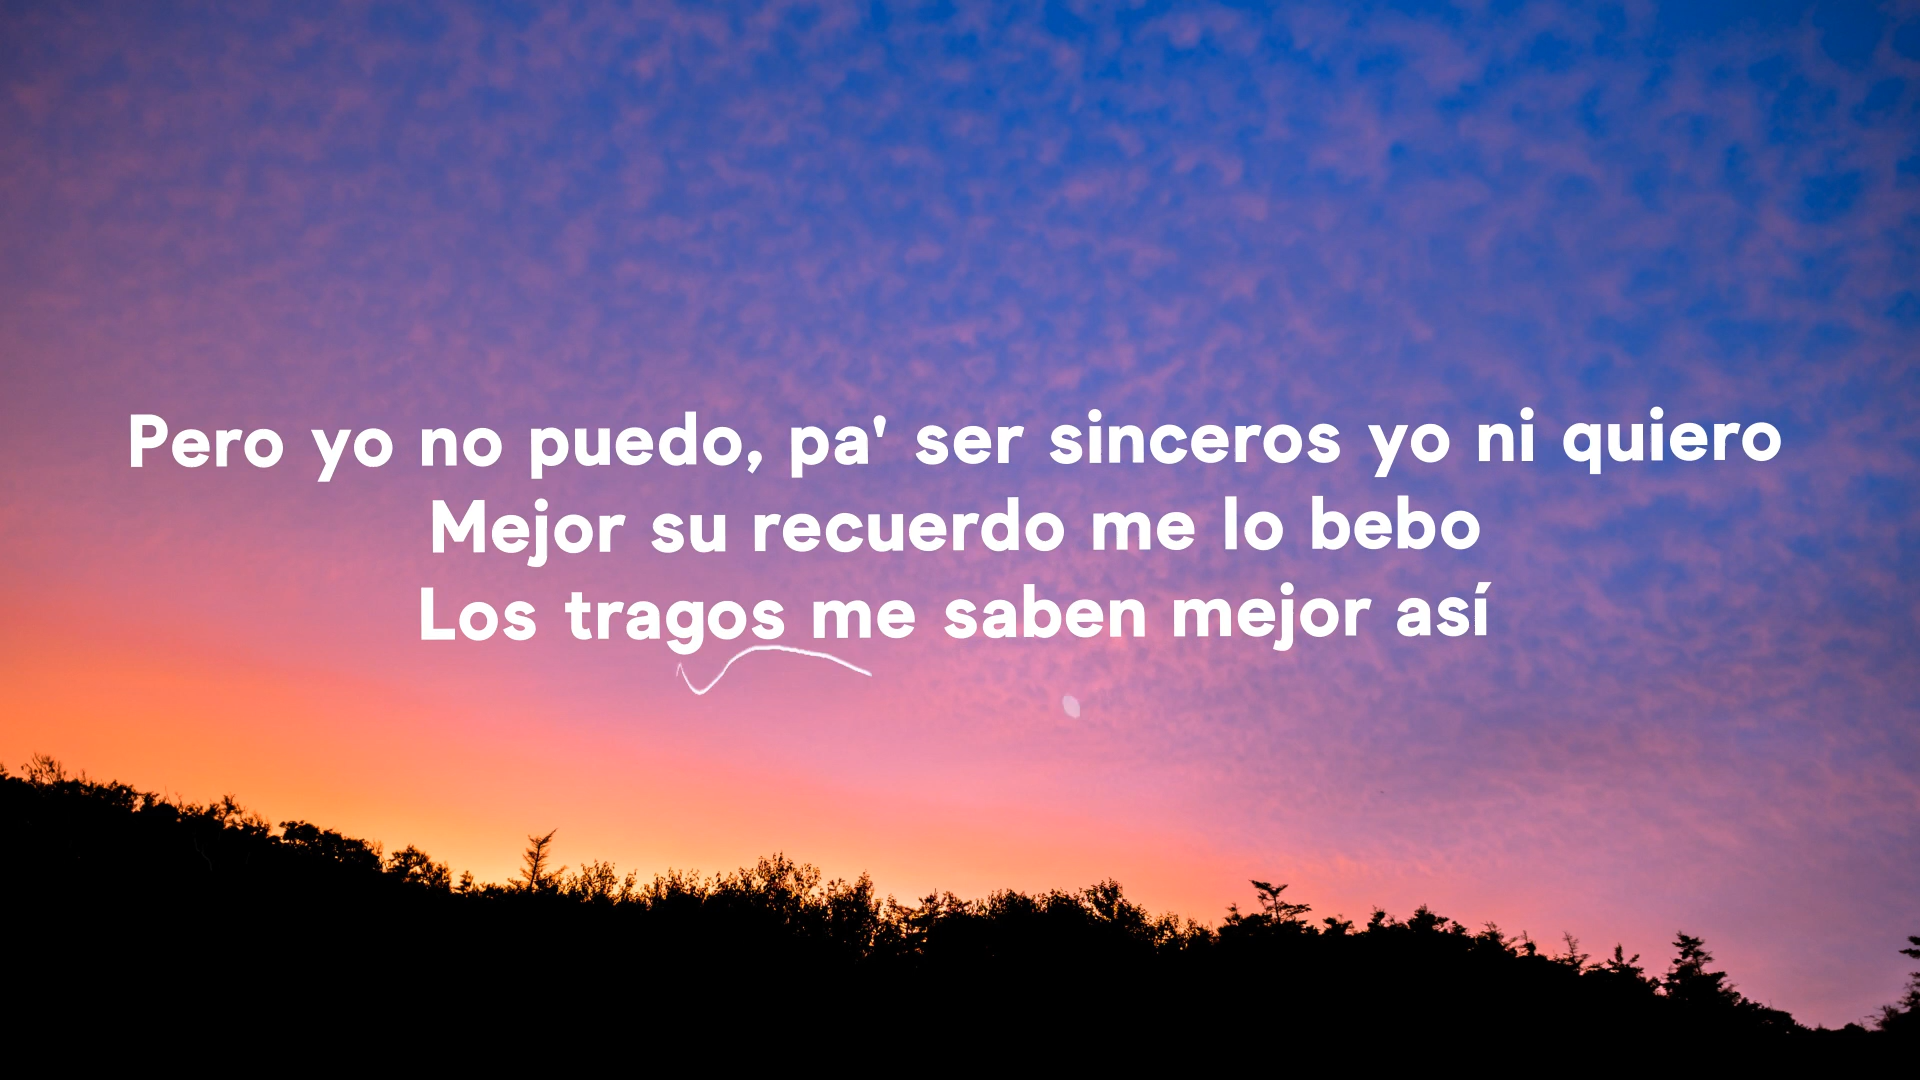 Pero yo no puedo, pa' ser sinceros yo ni quiero
Mejor su recuerdo me lo bebo
Los tragos me saben mejor así